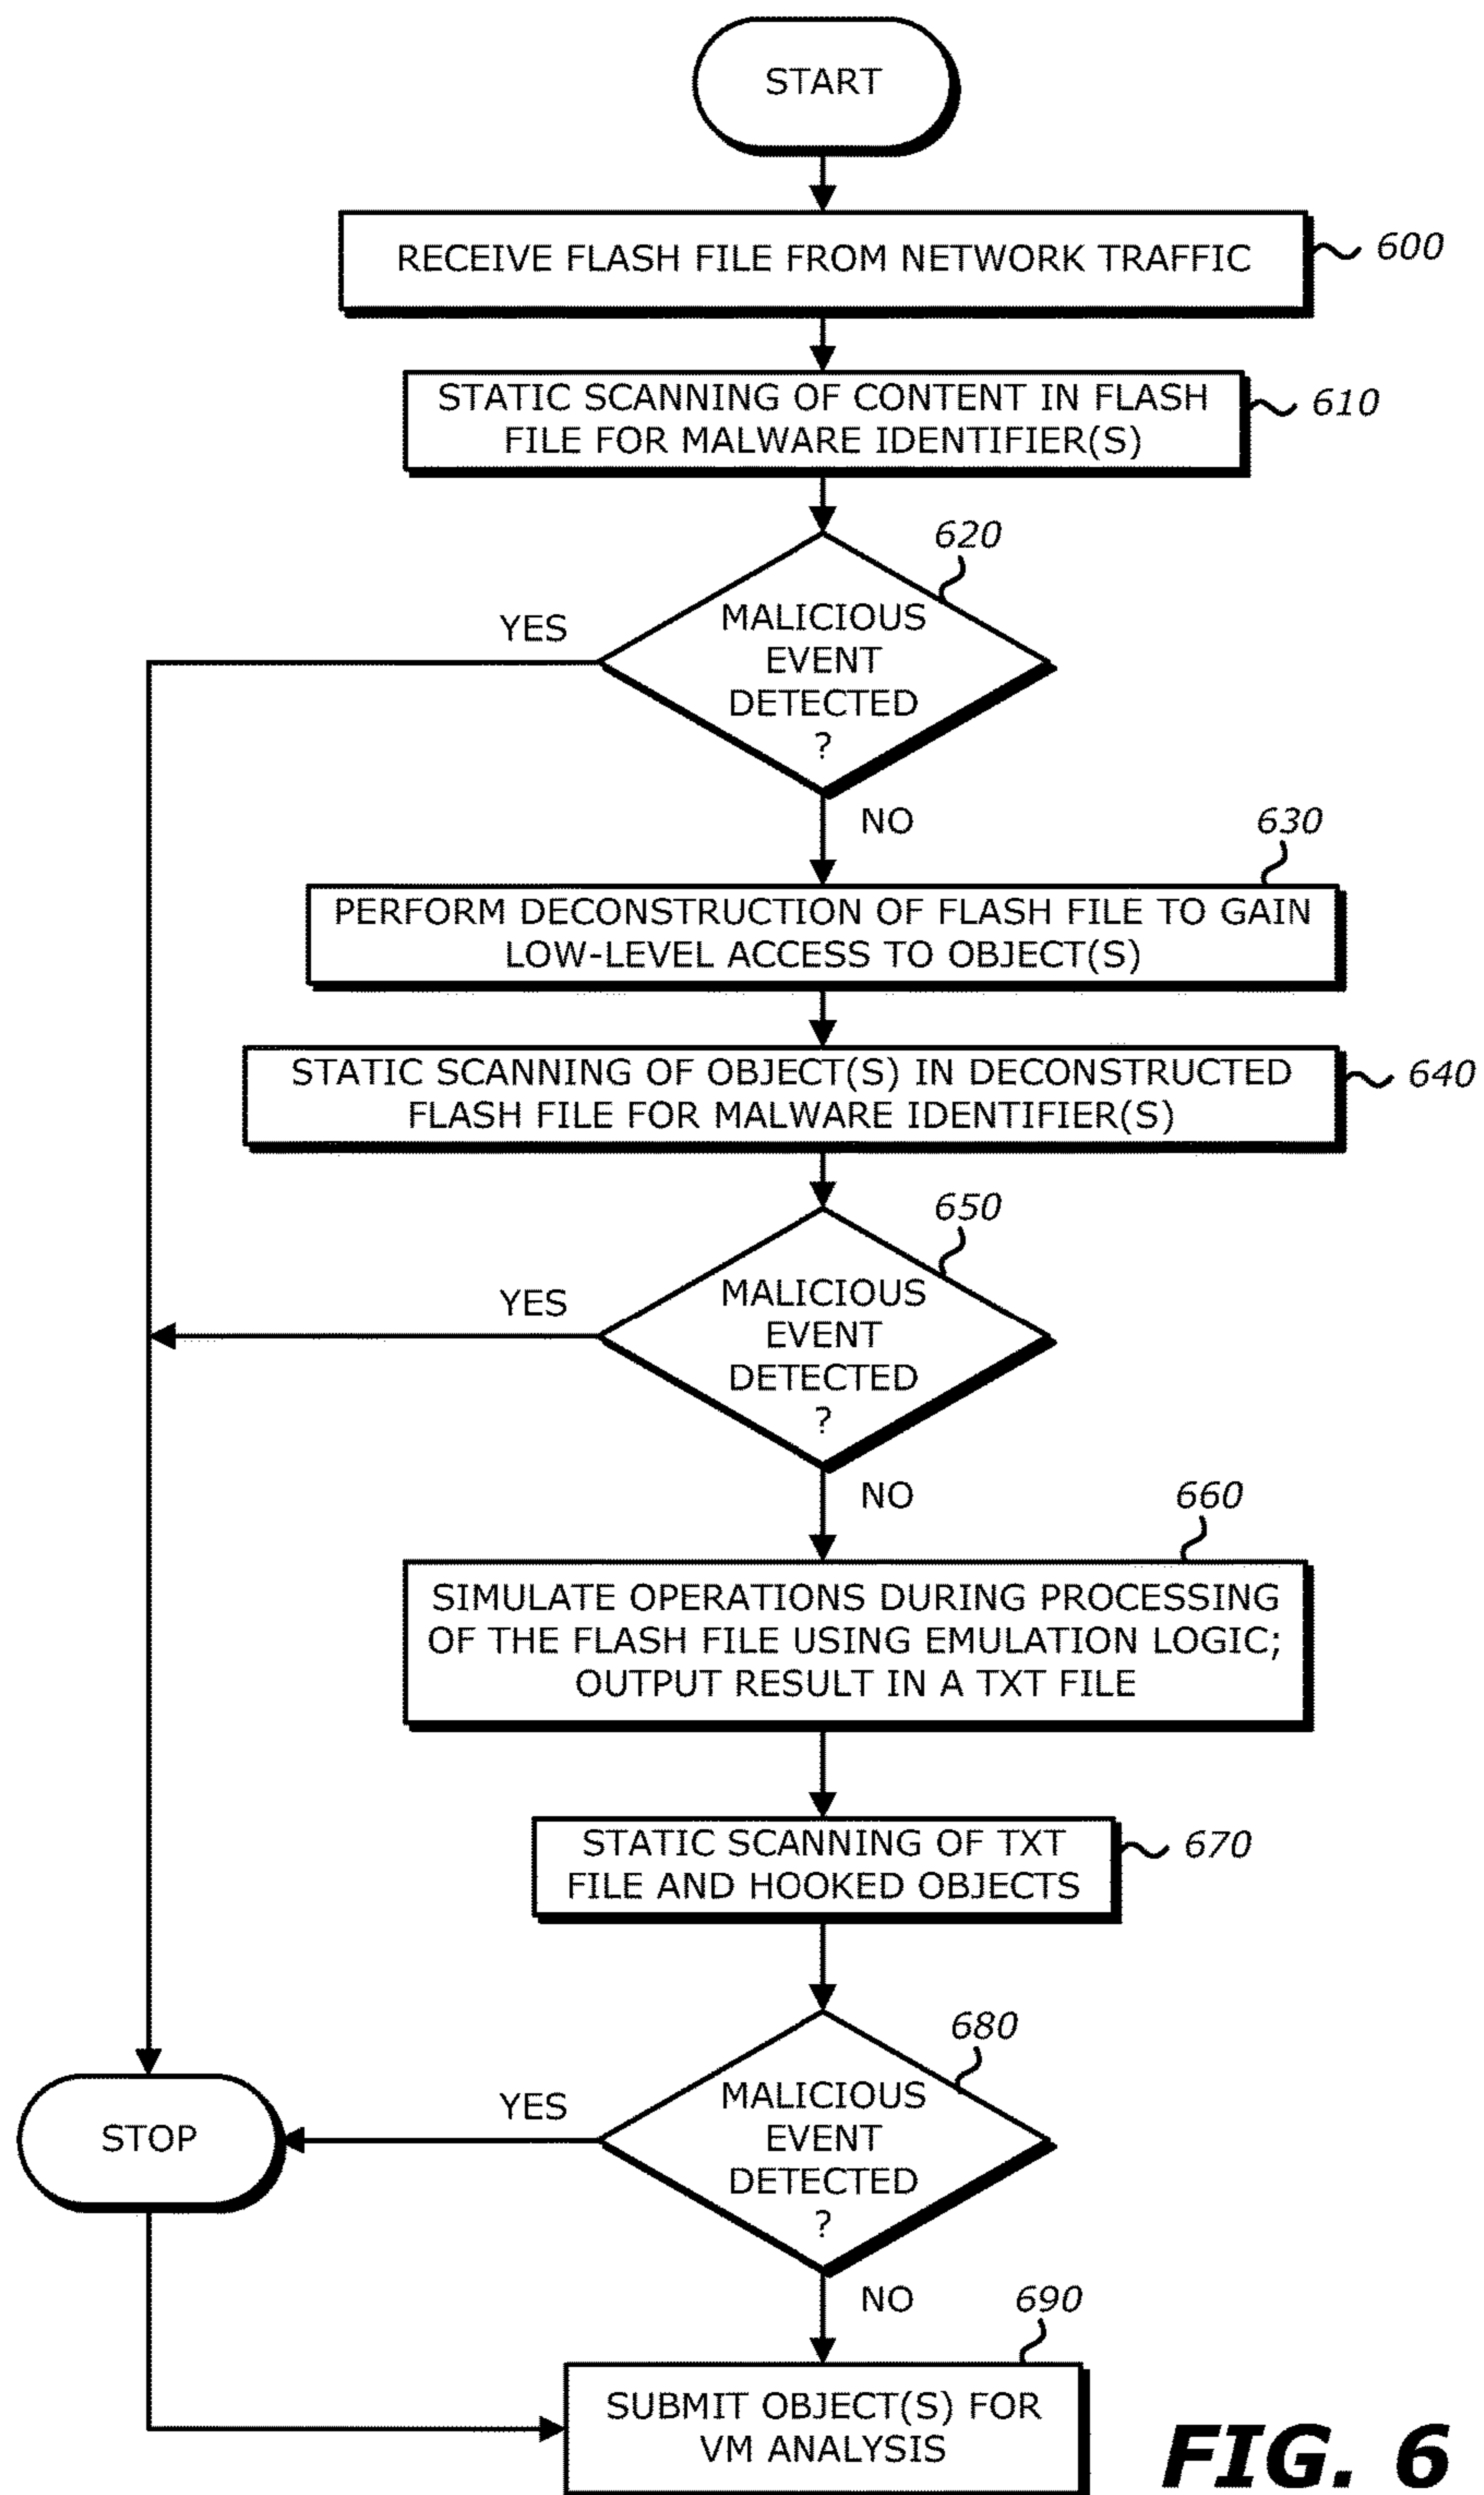 START
RECEIVE FLASH FILE FROM NETWORK TRAFFIC
600
STATIC SCANNING OF CONTENT IN FLASH
FILE FOR MALWARE IDENTIFIER(S)
610
620
MALICIOUS
EVENT
DETECTED
?
YES
NO
630
PERFORM DECONSTRUCTION OF FLASH FILE TO GAIN
LOW-LEVEL ACCESS TO OBJECT(S)
STATIC SCANNING OF OBJECT(S) IN DECONSTRUCTED
FLASH FILE FOR MALWARE IDENTIFIER(S)
640
650
MALICIOUS
EVENT
DETECTED
?
YES
NO
660
SIMULATE OPERATIONS DURING PROCESSING
OF THE FLASH FILE USING EMULATION LOGIC;
OUTPUT RESULT IN A TXT FILE
STATIC SCANNING OF TXT
FILE AND HOOKED OBJECTS
670
680
MALICIOUS
EVENT
DETECTED
?
YES
STOP
NO
690
SUBMIT OBJECT(S) FOR
VM ANALYSIS
FIG. 6